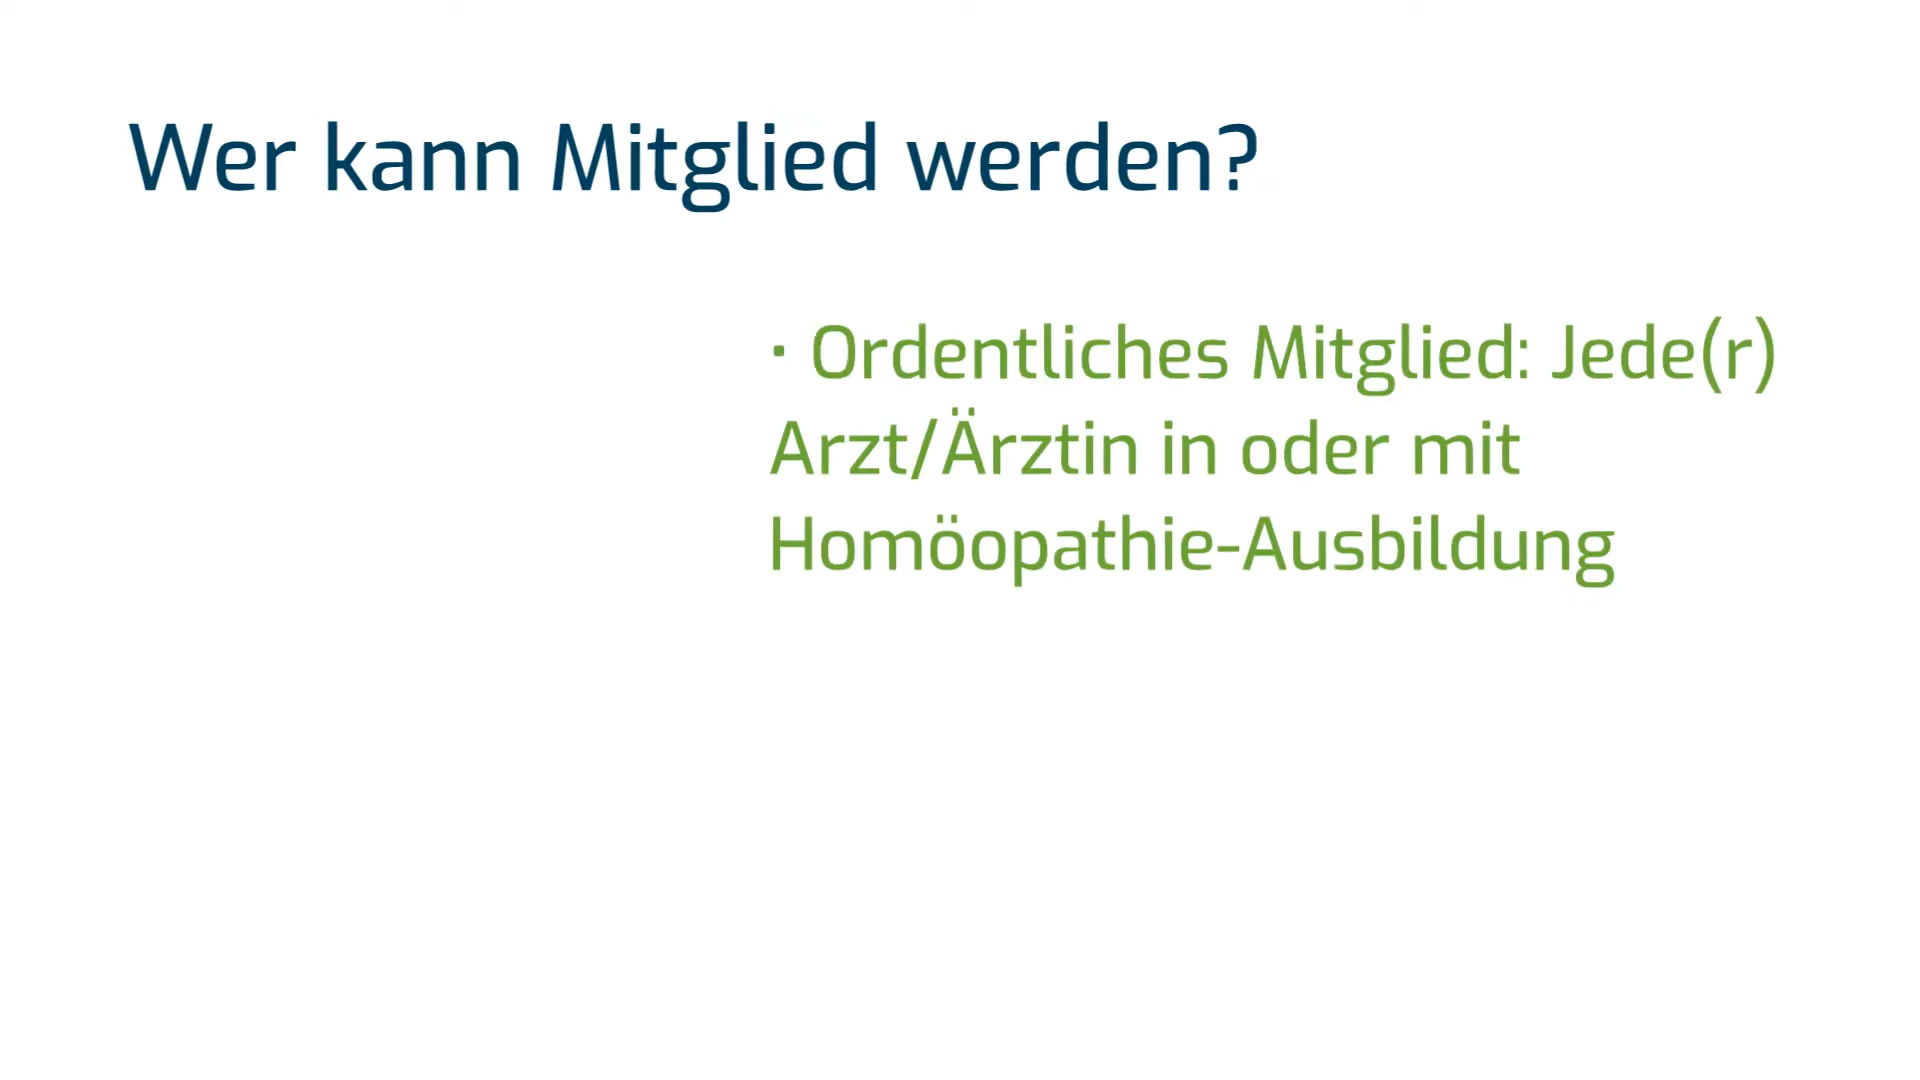 Wer kann Mitglied werden?
• Ordentliches Mitglied: Jede(r)
Arzt/Ärztin in oder mit
Homöopathie-Ausbildung